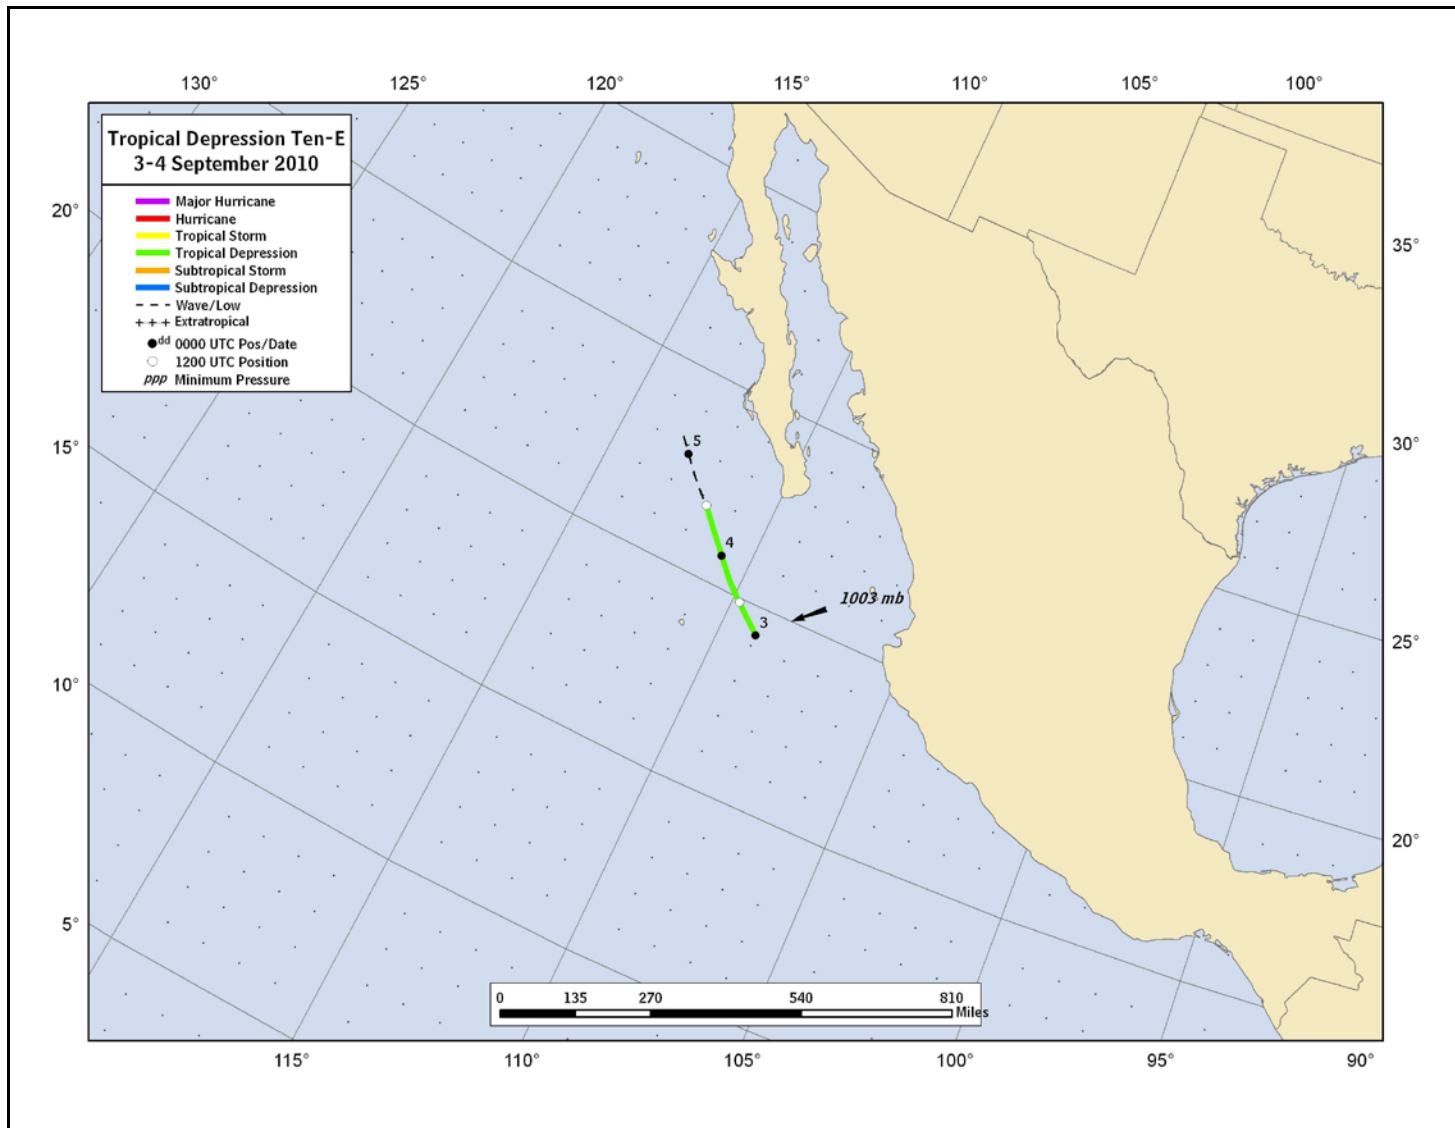 130° 125° 120° 115° 110° 105° 100°
Tropical Depression Ten-E
3-4 September 2010
Major Hurricane
Hurricane
Tropical Storm
Tropical Depression
Subtropical Storm
Subtropical Depression
Wave/Low
+++ Extratropical
dd 0000 UTC Pos/Date
1200 UTC Position
ppp Minimum Pressure
20°
35°
15°
5
30°
4
1003 mb
3
25°
10°
20°
5°
0 135 270 540 810
Miles
115° 110° 105° 100° 95° 90°